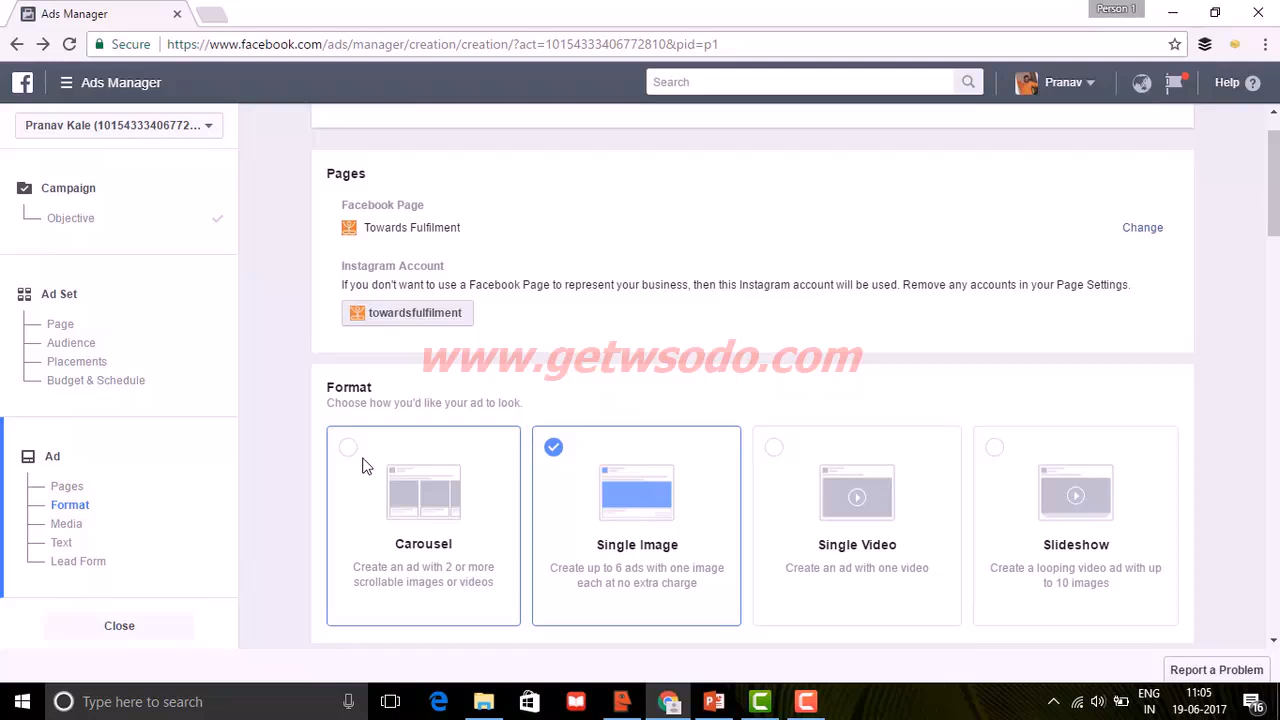 Ads Manager
Person 1
Secure
https://www.facebook.com/ads/manager/creation/creation/?act=10154333406772810&pid=p1
Ads Manager
Search
Pranav
Help
Pranav Kale (10154333406772...
Campaign
Objective
Ad Set
Page
Audience
Placements
Budget & Schedule
Ad
Pages
Format
Media
Text
Lead Form
Close
Pages
Facebook Page
Towards Fulfilment
Change
Instagram Account
If you don't want to use a Facebook Page to represent your business, then this Instagram account will be used. Remove any accounts in your Page Settings.
towardsfulfilment
www.getwsodo.com
Format
Choose how you'd like your ad to look.
Carousel
Create an ad with 2 or more
scrollable images or videos
Single Image
Create up to 6 ads with one image
each at no extra charge
Single Video
Create an ad with one video
Slideshow
Create a looping video ad with up
to 10 images
Report a Problem
Type here to search
ENG
IN
11:05
19-06-2017
16